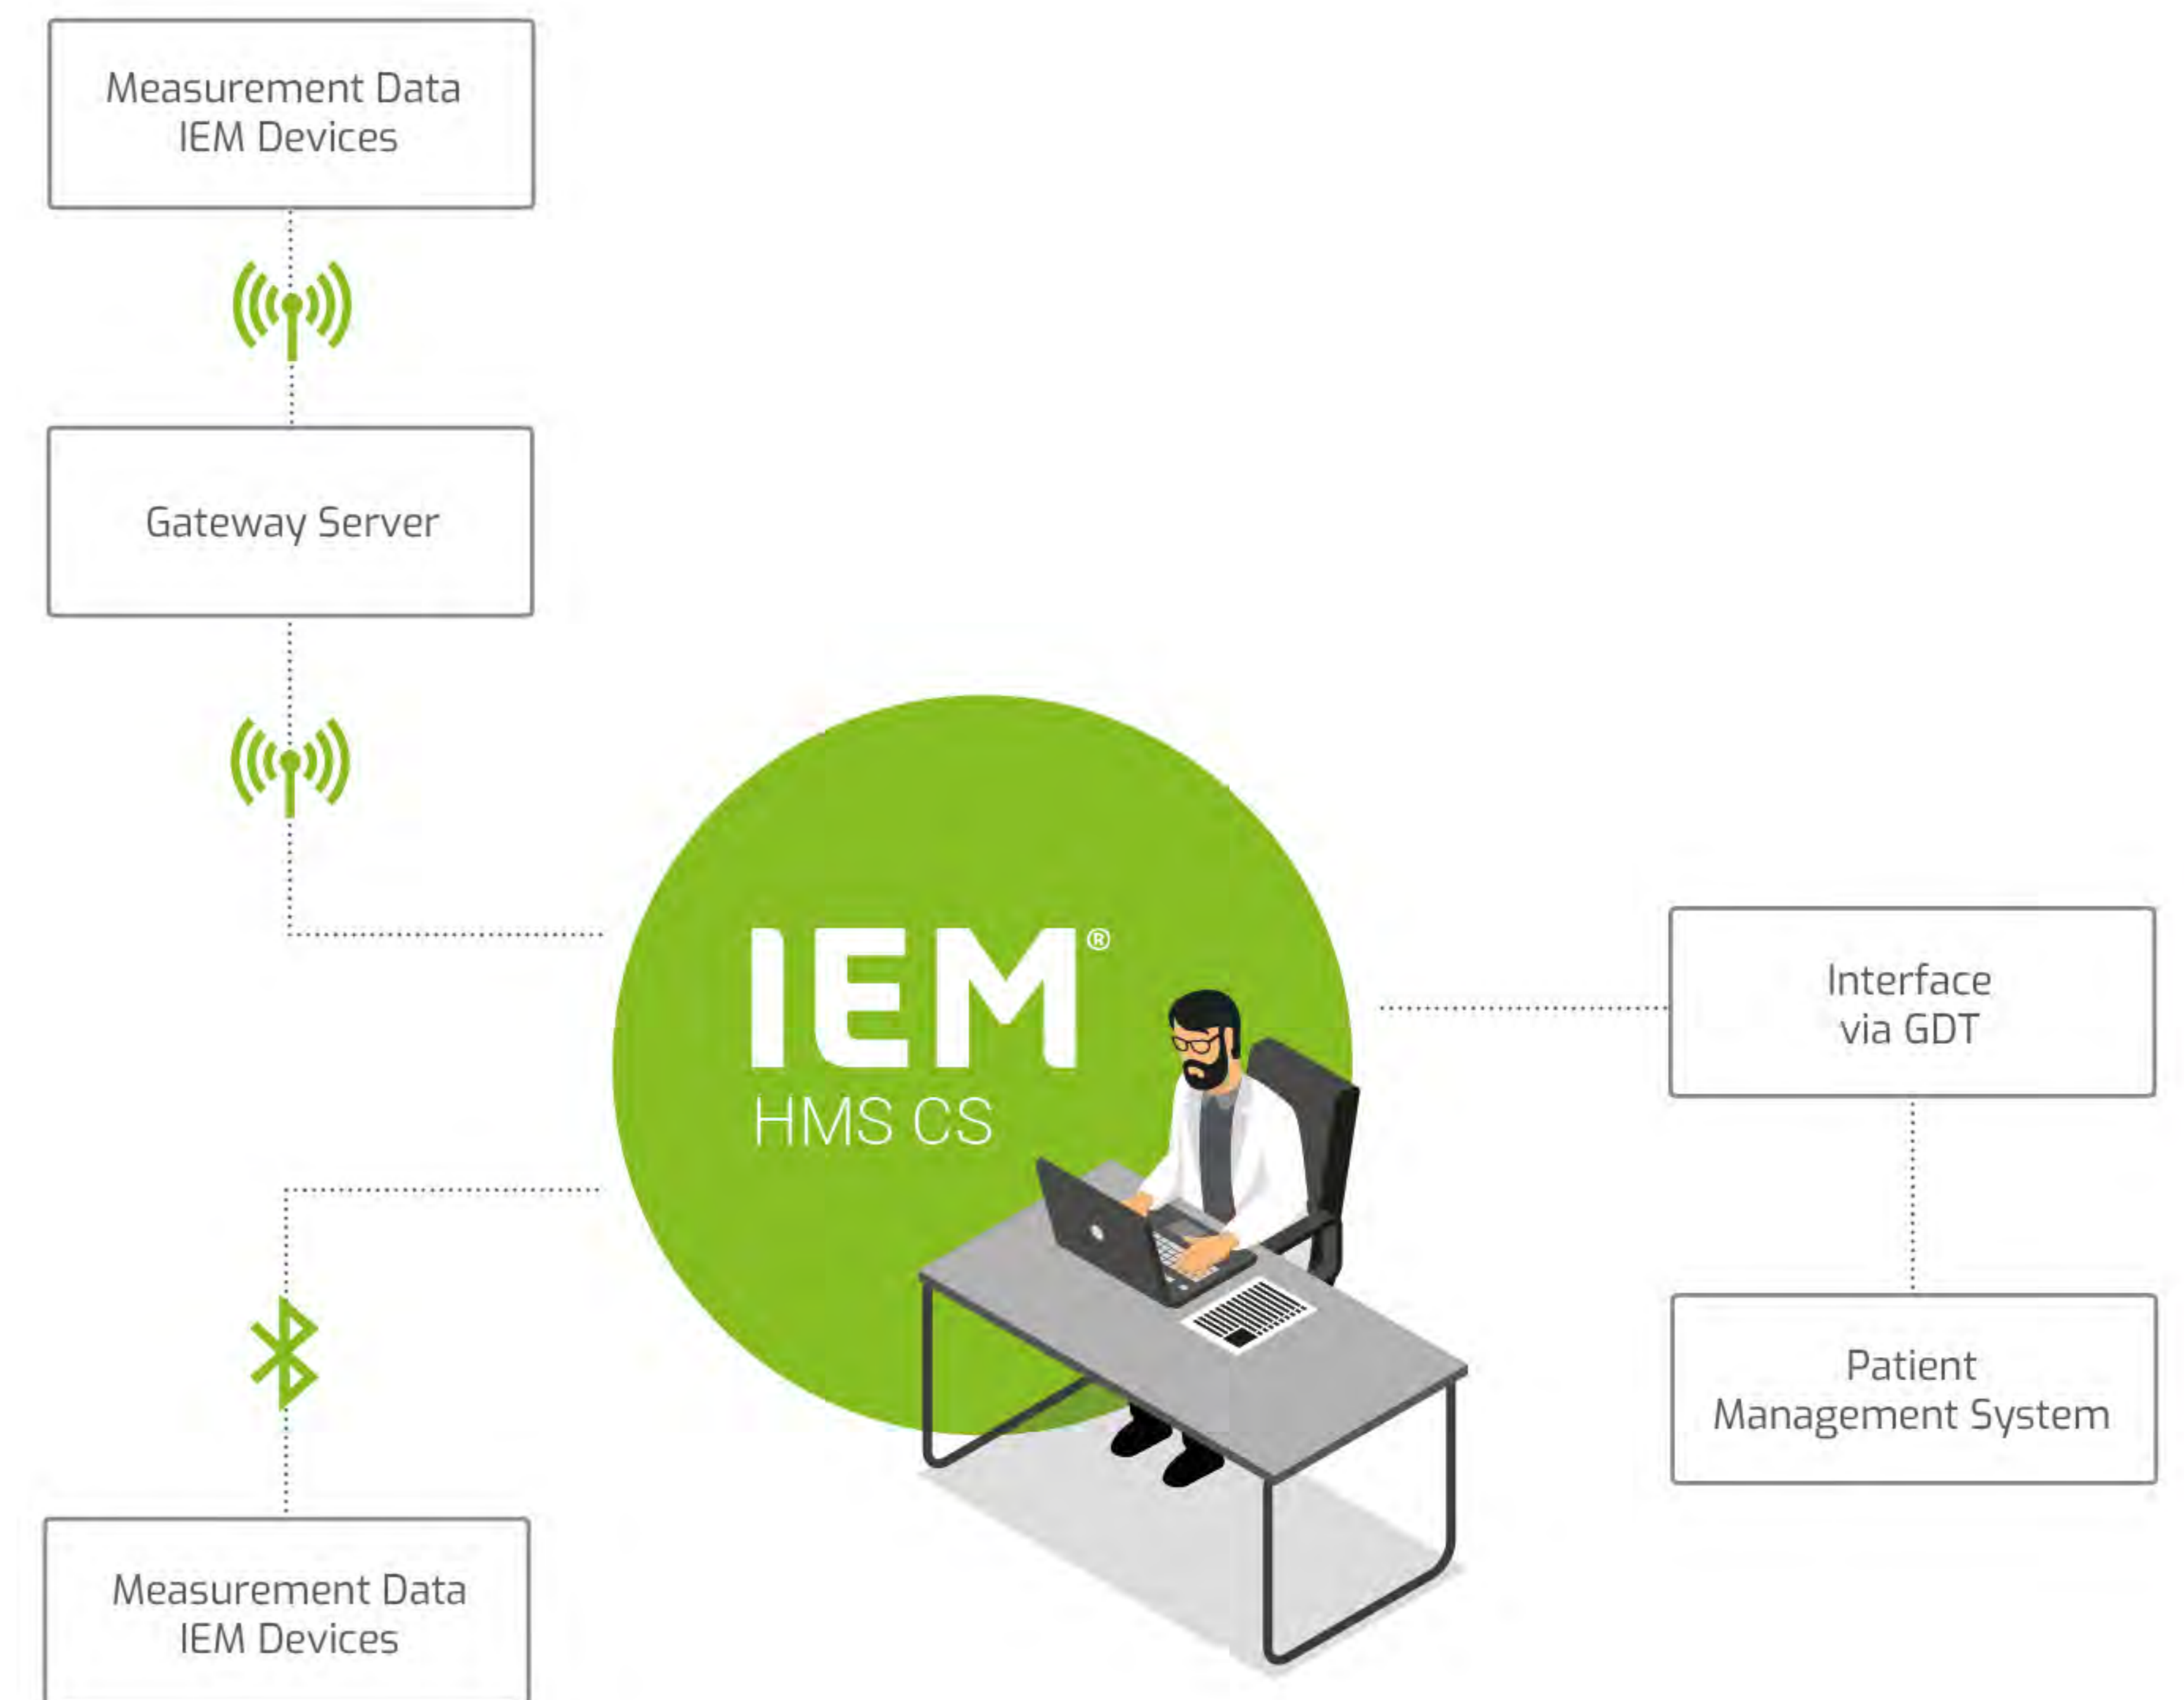 Measurement Data
IEM Devices
Gateway Server
IEM®
HMS CS
Interface
via GDT
Patient
Management System
Measurement Data
IEM Devices